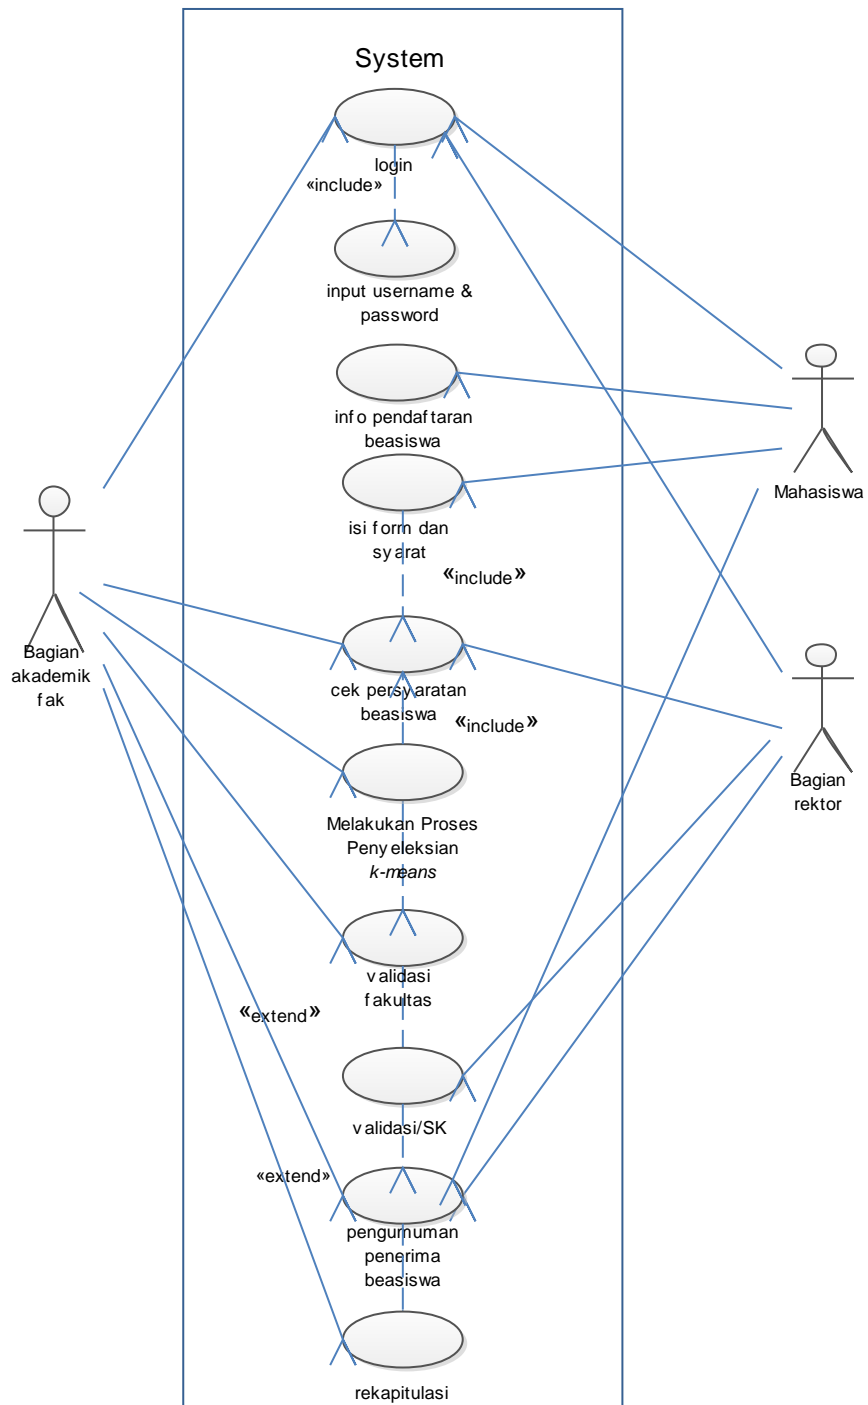 System
login
«include»
input username &
password
info pendaftaran
beasiswa
Mahasiswa
isi form dan
syarat
«include»
Bagian
akademik
fak
cek persyaratan
beasiswa
«include»
Bagian
rektor
Melakukan Proses
Penyeleksian
k-means
validasi
fakultas
«extend»
validasi/SK
«extend»
pengumuman
penerima
beasiswa
rekapitulasi